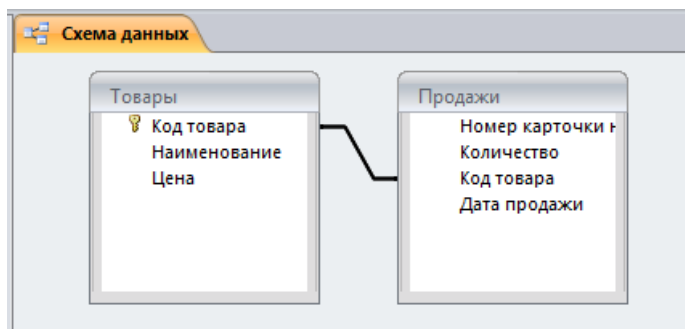 Схема данных
Товары
Код товара
Наименование
Цена
Продажи
Номер карточки
Количество
Код товара
Дата продажи